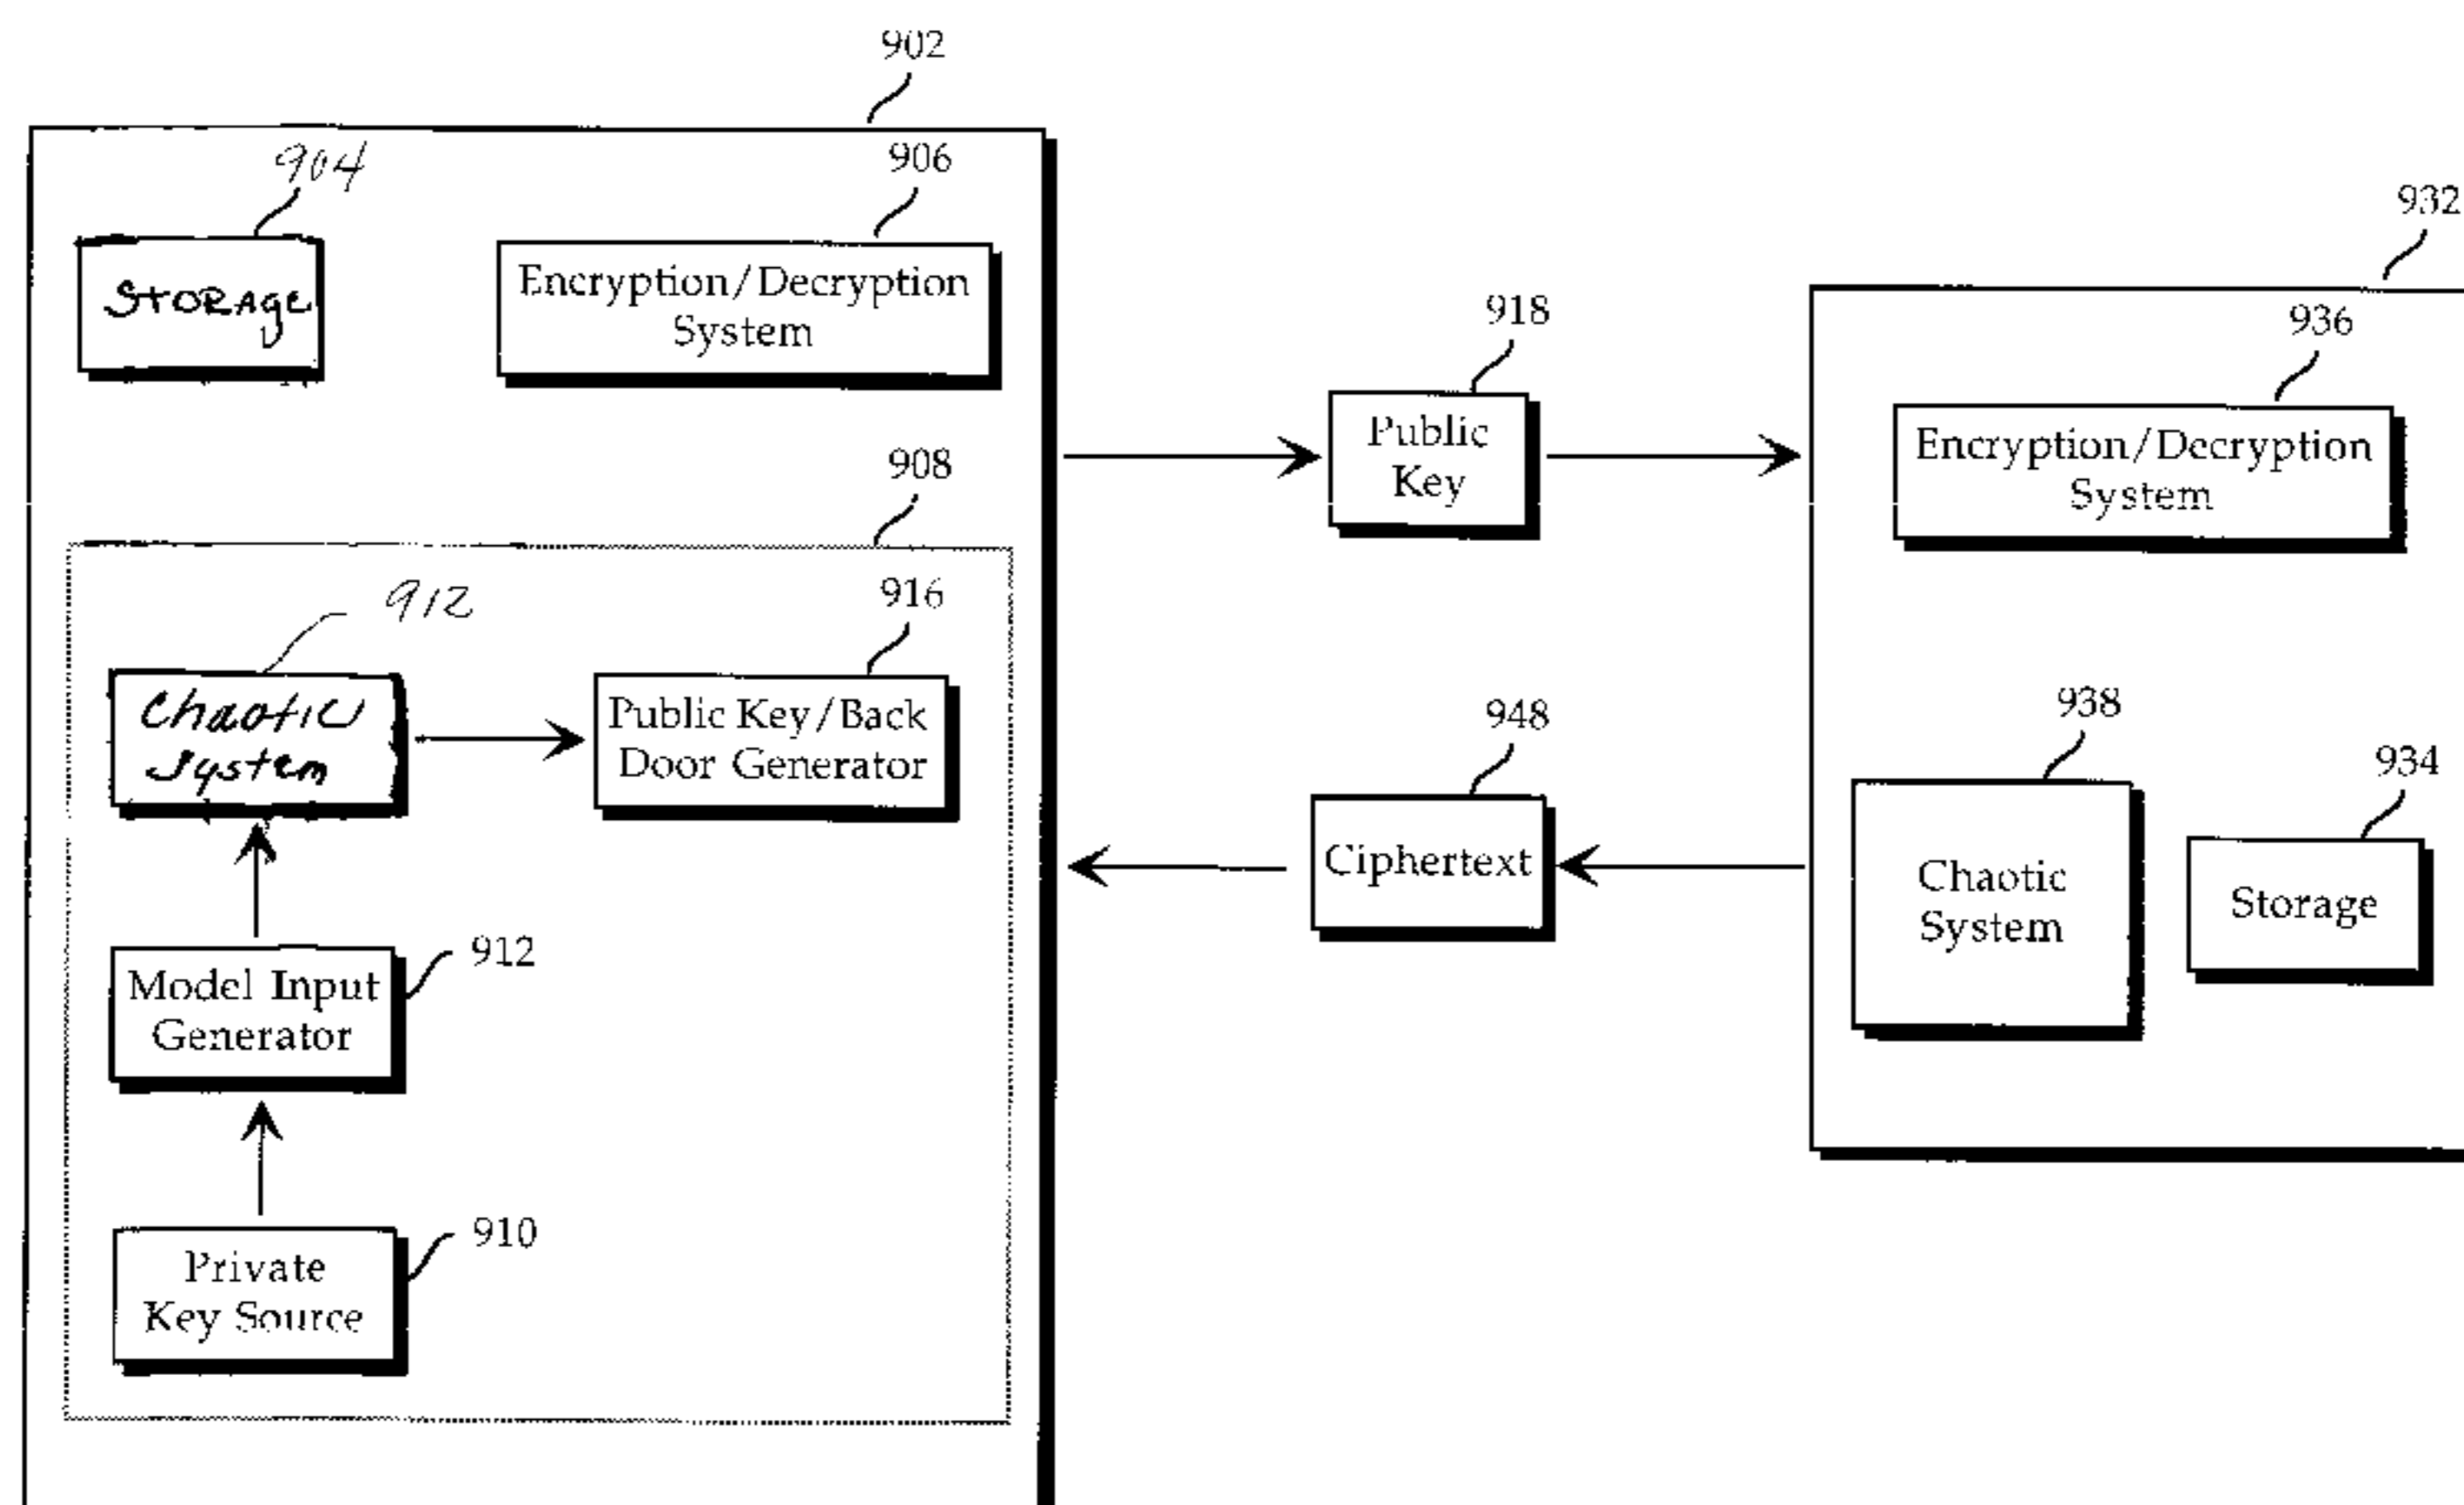 902
904
906
STORAge
Encryption/Decryption
System
908
912
916
Chaotic
System
Public Key/Back
Door Generator
912
Model Input
Generator
910
Private
Key Source
918
Public
Key
948
Ciphertext
932
936
Encryption/Decryption
System
938
Chaotic
System
934
Storage